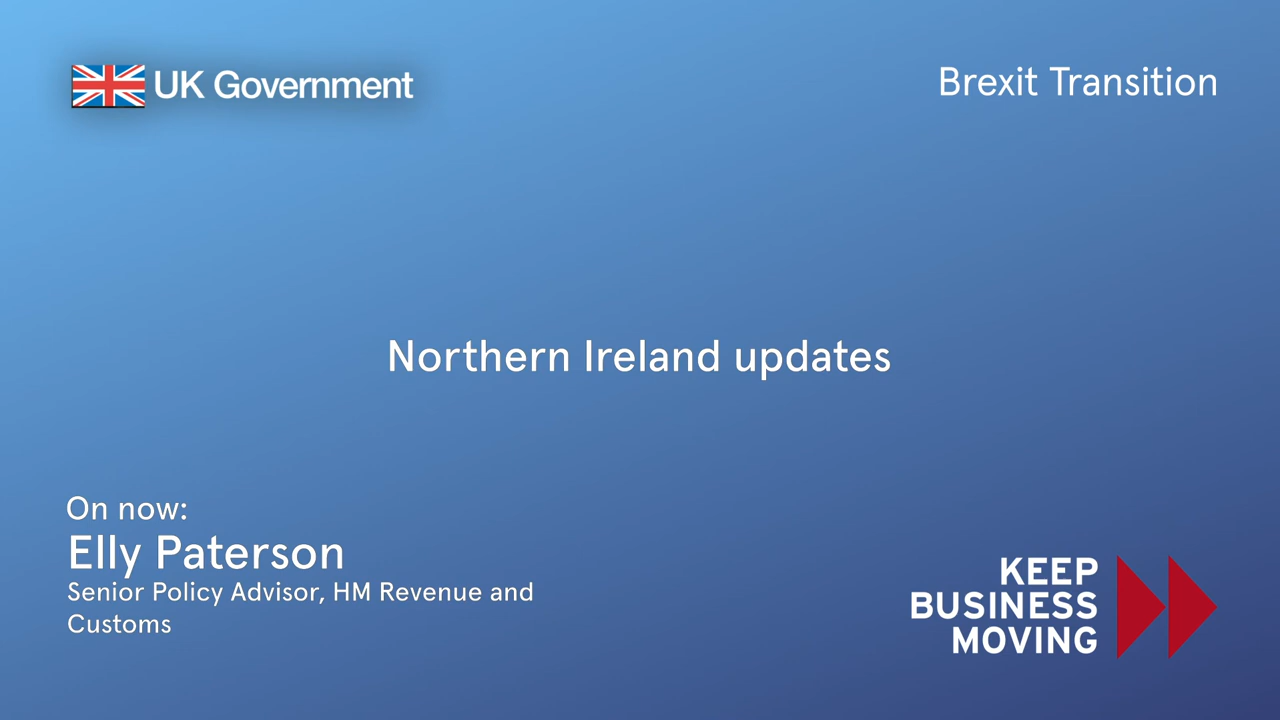 UK Government
Brexit Transition
Northern Ireland updates
On now:
Elly Paterson
Senior Policy Advisor, HM Revenue and
Customs
KEEP
BUSINESS
MOVING